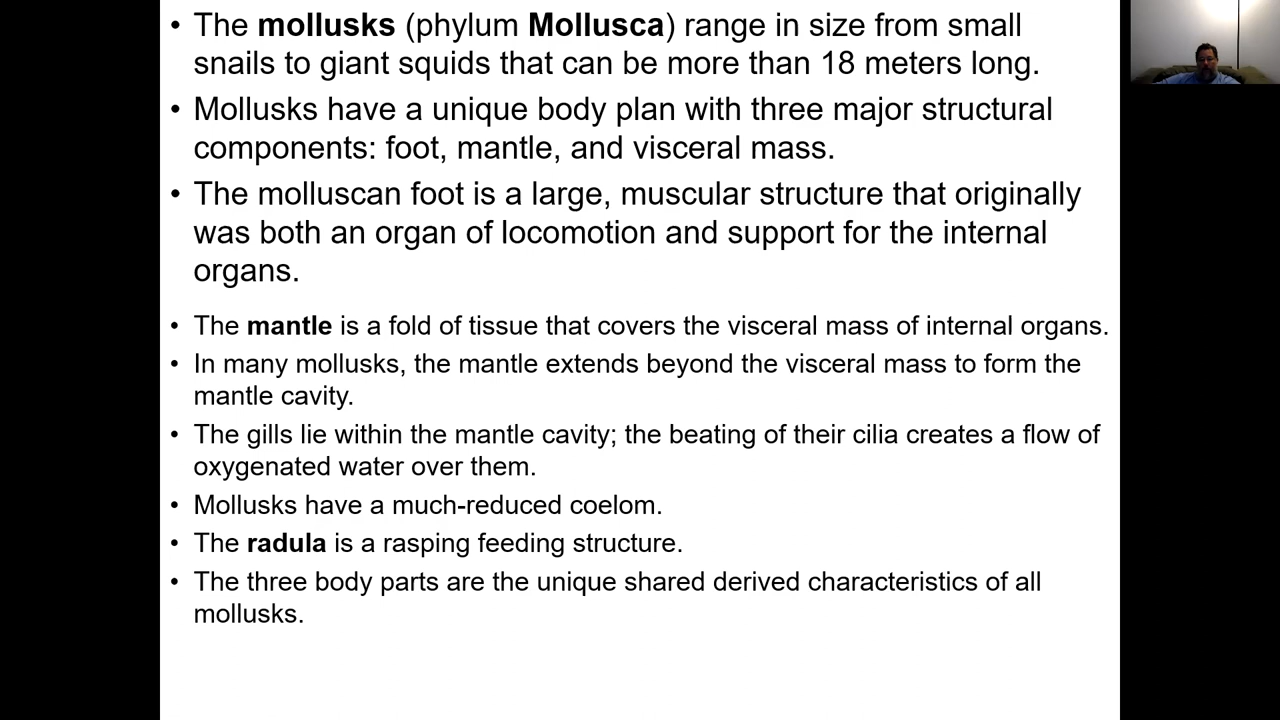 • The mollusks (phylum Mollusca) range in size from small
snails to giant squids that can be more than 18 meters long.
• Mollusks have a unique body plan with three major structural
components: foot, mantle, and visceral mass.
• The molluscan foot is a large, muscular structure that originally
was both an organ of locomotion and support for the internal
organs.
• The mantle is a fold of tissue that covers the visceral mass of internal organs.
• In many mollusks, the mantle extends beyond the visceral mass to form the
mantle cavity.
• The gills lie within the mantle cavity; the beating of their cilia creates a flow of
oxygenated water over them.
• Mollusks have a much-reduced coelom.
• The radula is a rasping feeding structure.
• The three body parts are the unique shared derived characteristics of all
mollusks.